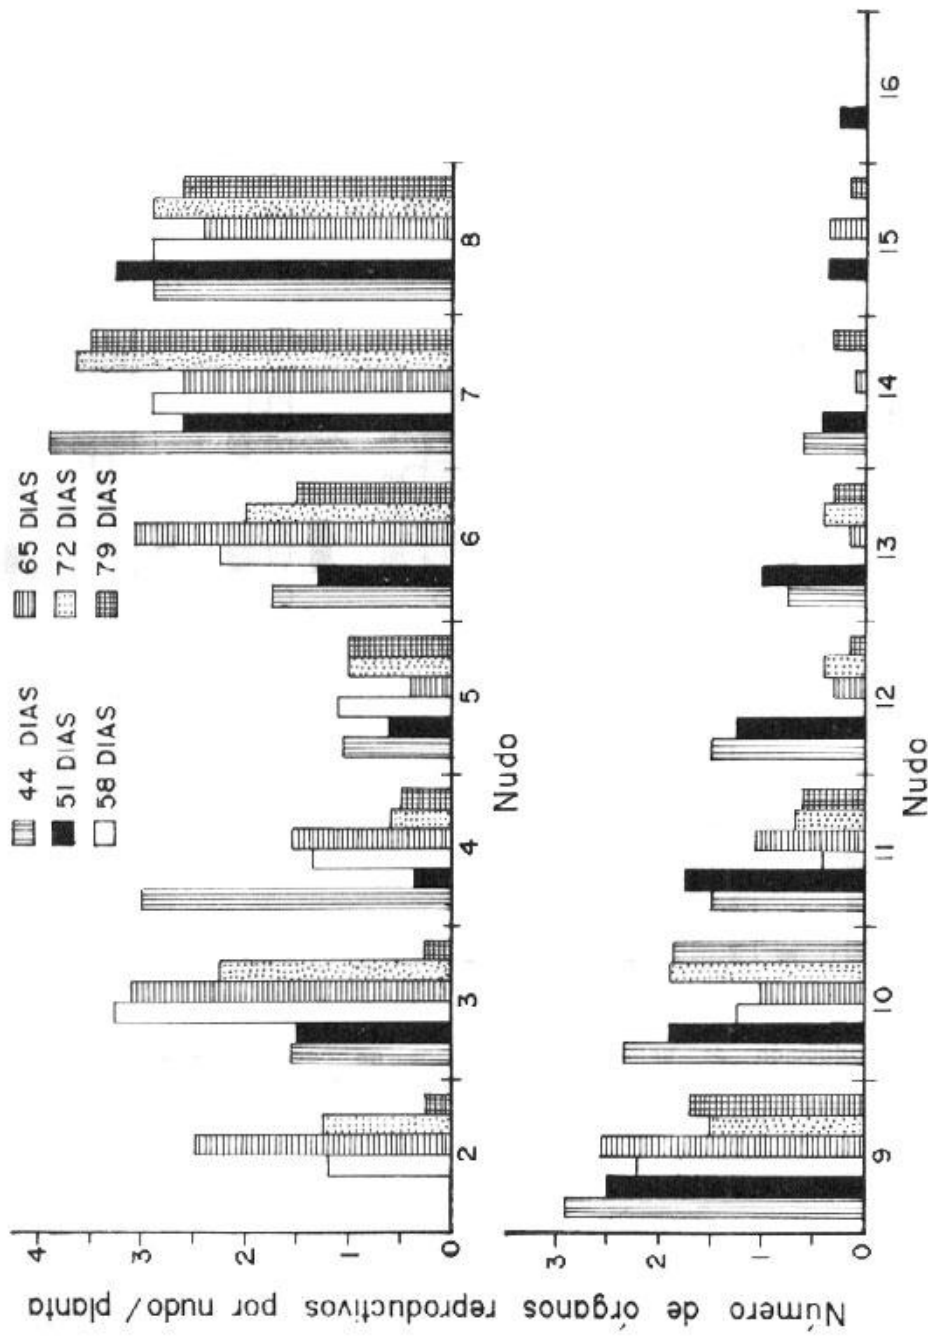 44 DIAS 65 DIAS
51 DIAS 72 DIAS
58 DIAS 79 DIAS
Número de órganos reproductivos por nudo/planta
4
3
2
1
0
2 3 4 5 6 7 8
Nudo
3
2
1
0
9 10 11 12 13 14 15 16
Nudo